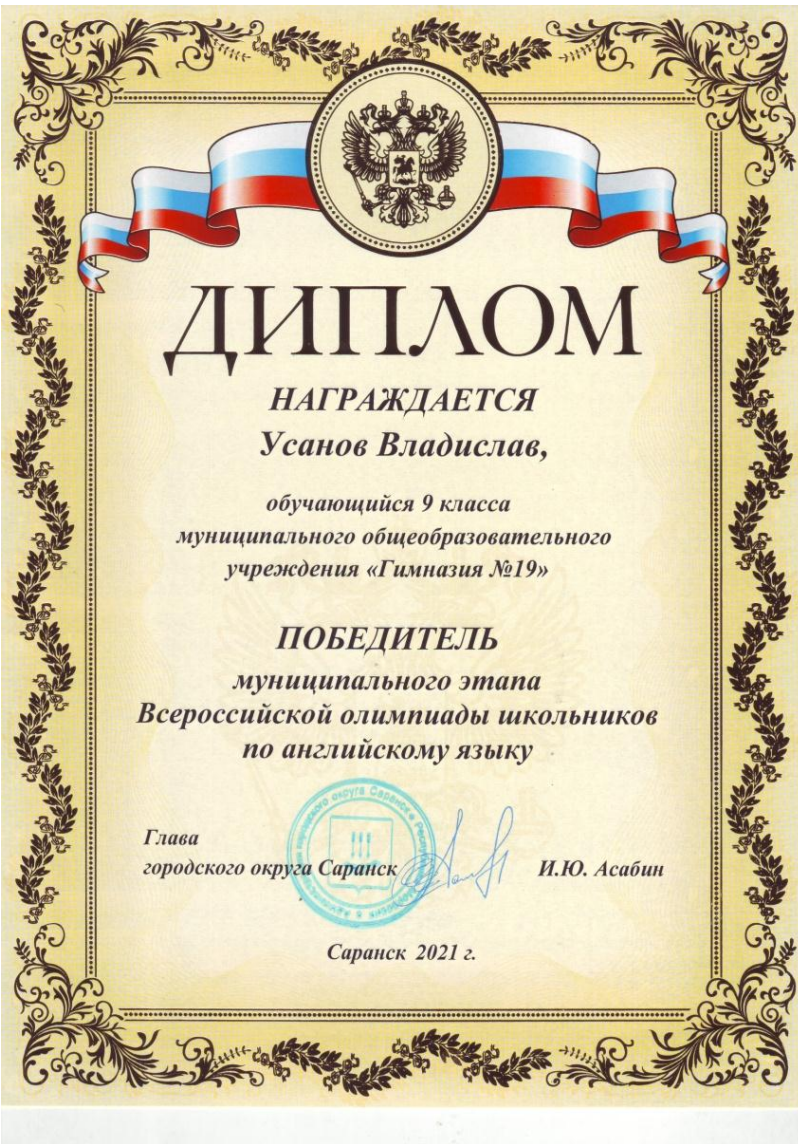 ДИПЛОМ
НАГРАЖДАЕТСЯ
Усанов Владислав,
обучающийся 9 класса
муниципального общеобразовательного
учреждения «Гимназия №19»
ПОБЕДИТЕЛЬ
муниципального этапа
Всероссийской олимпиады школьников
по английскому языку
Глава
городского округа Саранск
И.Ю. Асабин
Саранск 2021 г.